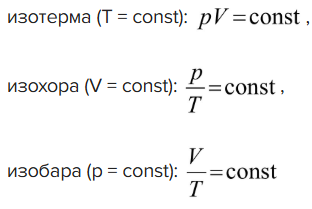 изотерма (T = const): pV = const ,
изохора (V = const): p/T = const ,
изобара (p = const): V/T = const